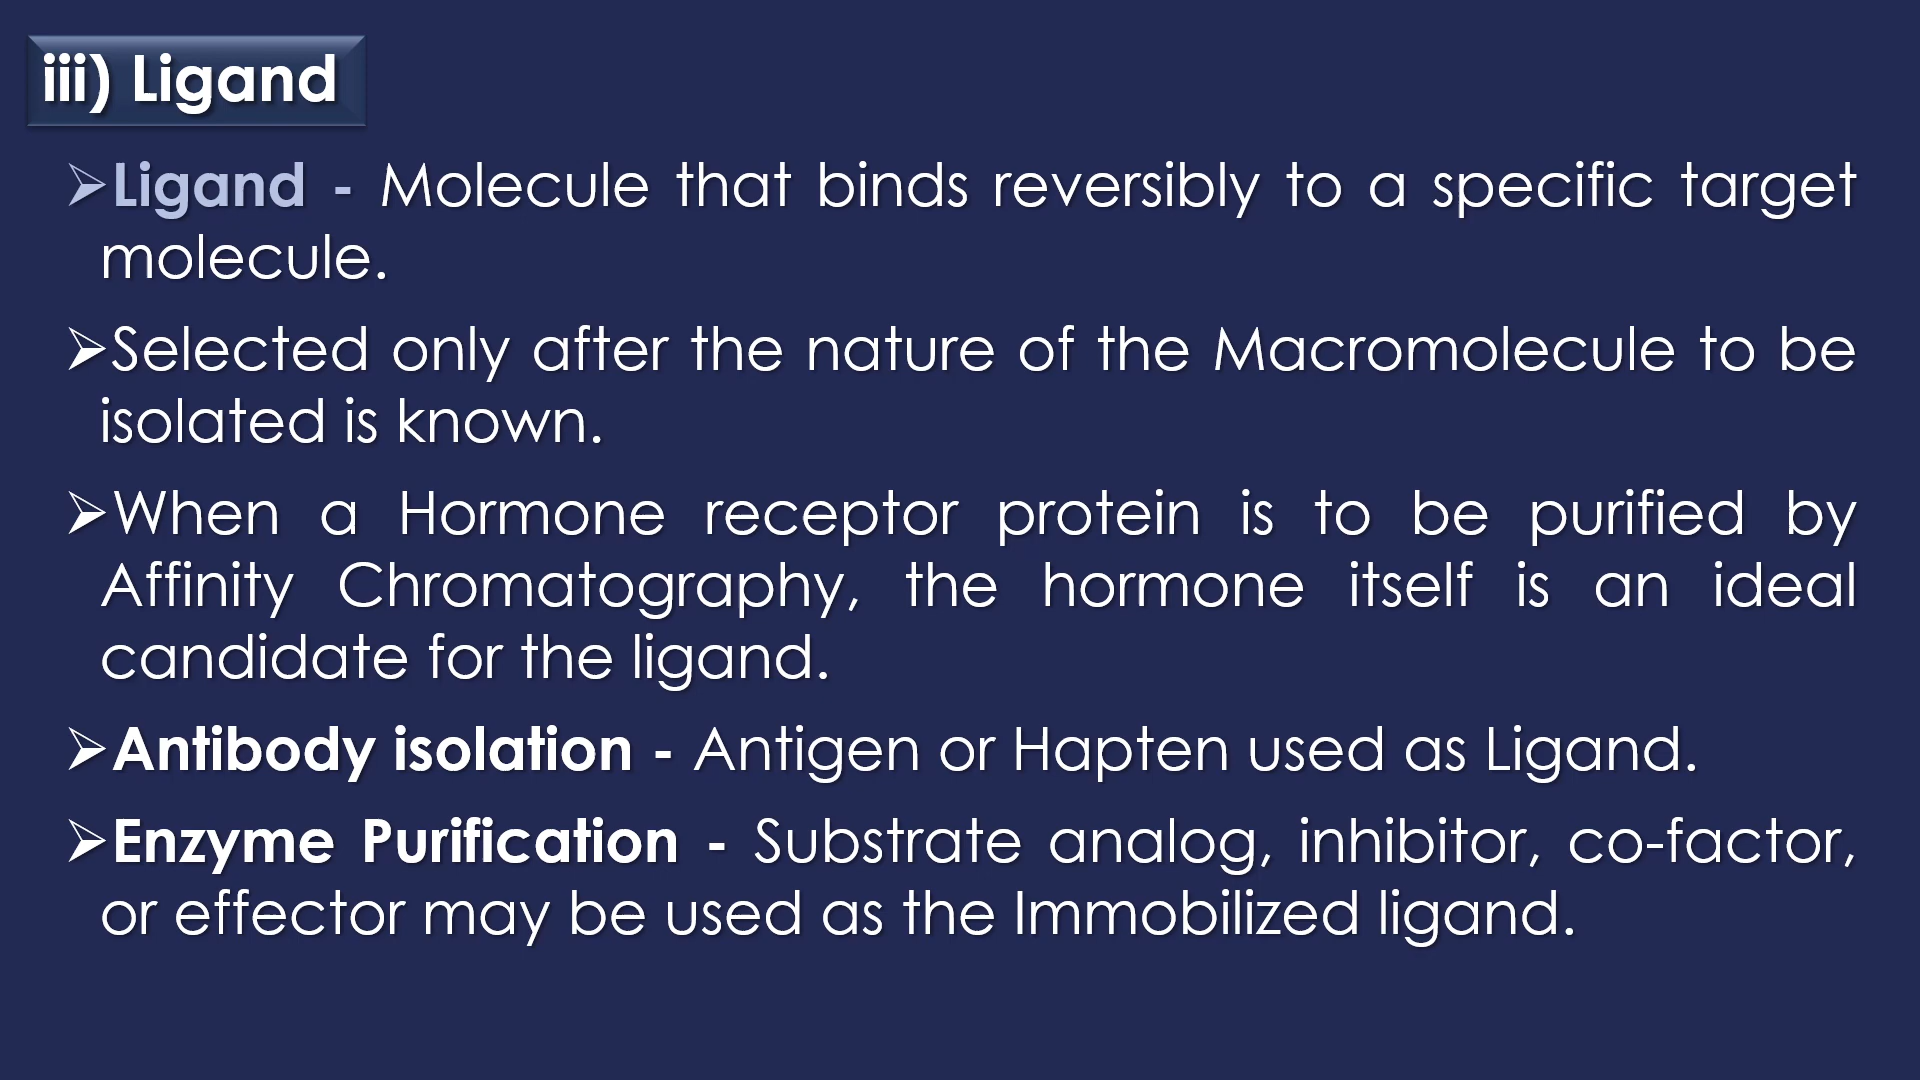 iii) Ligand
➢Ligand - Molecule that binds reversibly to a specific target
molecule.
➢Selected only after the nature of the Macromolecule to be
isolated is known.
➢When a Hormone receptor protein is to be purified by
Affinity Chromatography, the hormone itself is an ideal
candidate for the ligand.
➢Antibody isolation - Antigen or Hapten used as Ligand.
➢Enzyme Purification - Substrate analog, inhibitor, co-factor,
or effector may be used as the Immobilized ligand.